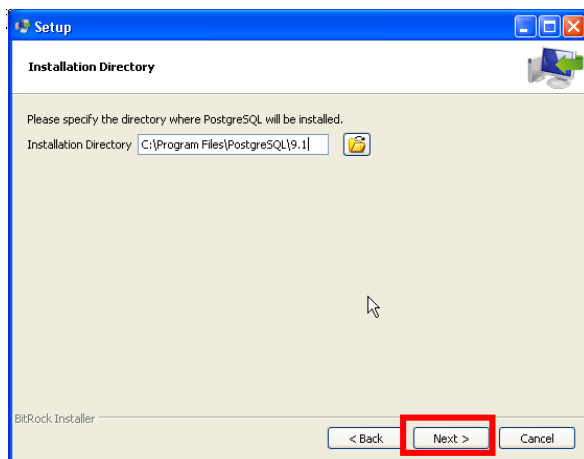 Setup
Installation Directory
Please specify the directory where PostgreSQL will be installed.
Installation Directory C:\Program Files\PostgreSQL\9.1
BitRock Installer
< Back Next > Cancel